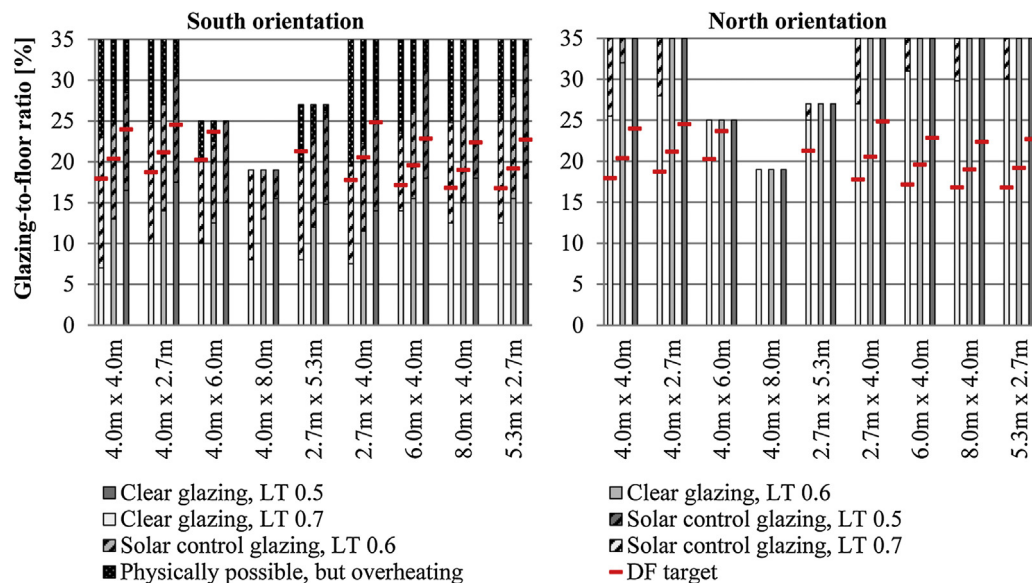 South orientation
North orientation
Glazing-to-floor ratio [%]
35
30
25
20
15
10
5
0
4.0m x 4.0m
4.0m x 2.7m
4.0m x 6.0m
4.0m x 8.0m
2.7m x 5.3m
2.7m x 4.0m
6.0m x 4.0m
8.0m x 4.0m
5.3m x 2.7m
35
30
25
20
15
10
5
0
4.0m x 4.0m
4.0m x 2.7m
4.0m x 6.0m
4.0m x 8.0m
2.7m x 5.3m
2.7m x 4.0m
6.0m x 4.0m
8.0m x 4.0m
5.3m x 2.7m
Clear glazing, LT 0.5
Clear glazing, LT 0.7
Solar control glazing, LT 0.6
Physically possible, but overheating
Clear glazing, LT 0.6
Solar control glazing, LT 0.5
Solar control glazing, LT 0.7
DF target